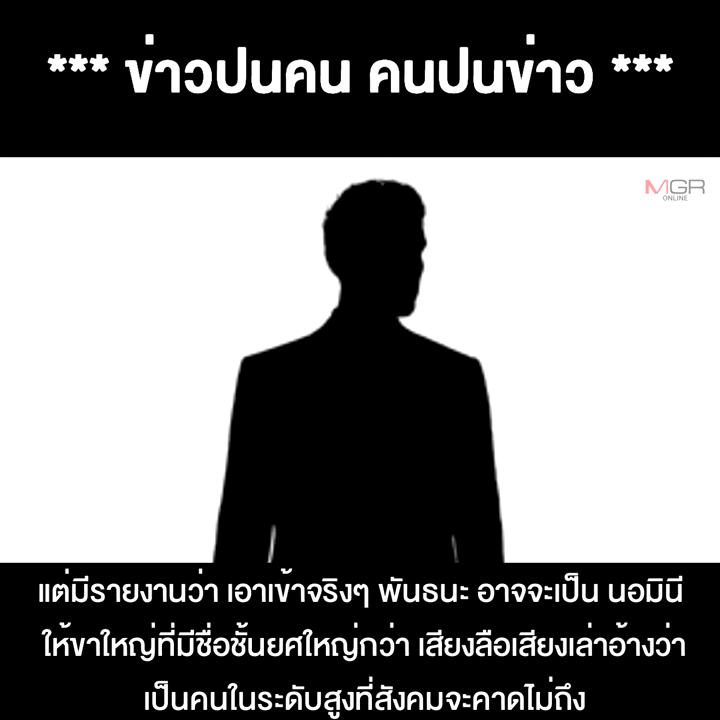 *** ข่าวปนคน คนปนข่าว ***
MGR
ONLINE
แต่มีรายงานว่า เอาเข้าจริงๆ พันธนะ อาจจะเป็น นอมินี
ให้ขาใหญ่ที่มีชื่อชั้นยศใหญ่กว่า เสียงลือเสียงเล่าอ้างว่า
เป็นคนในระดับสูงที่สังคมจะคาดไม่ถึง